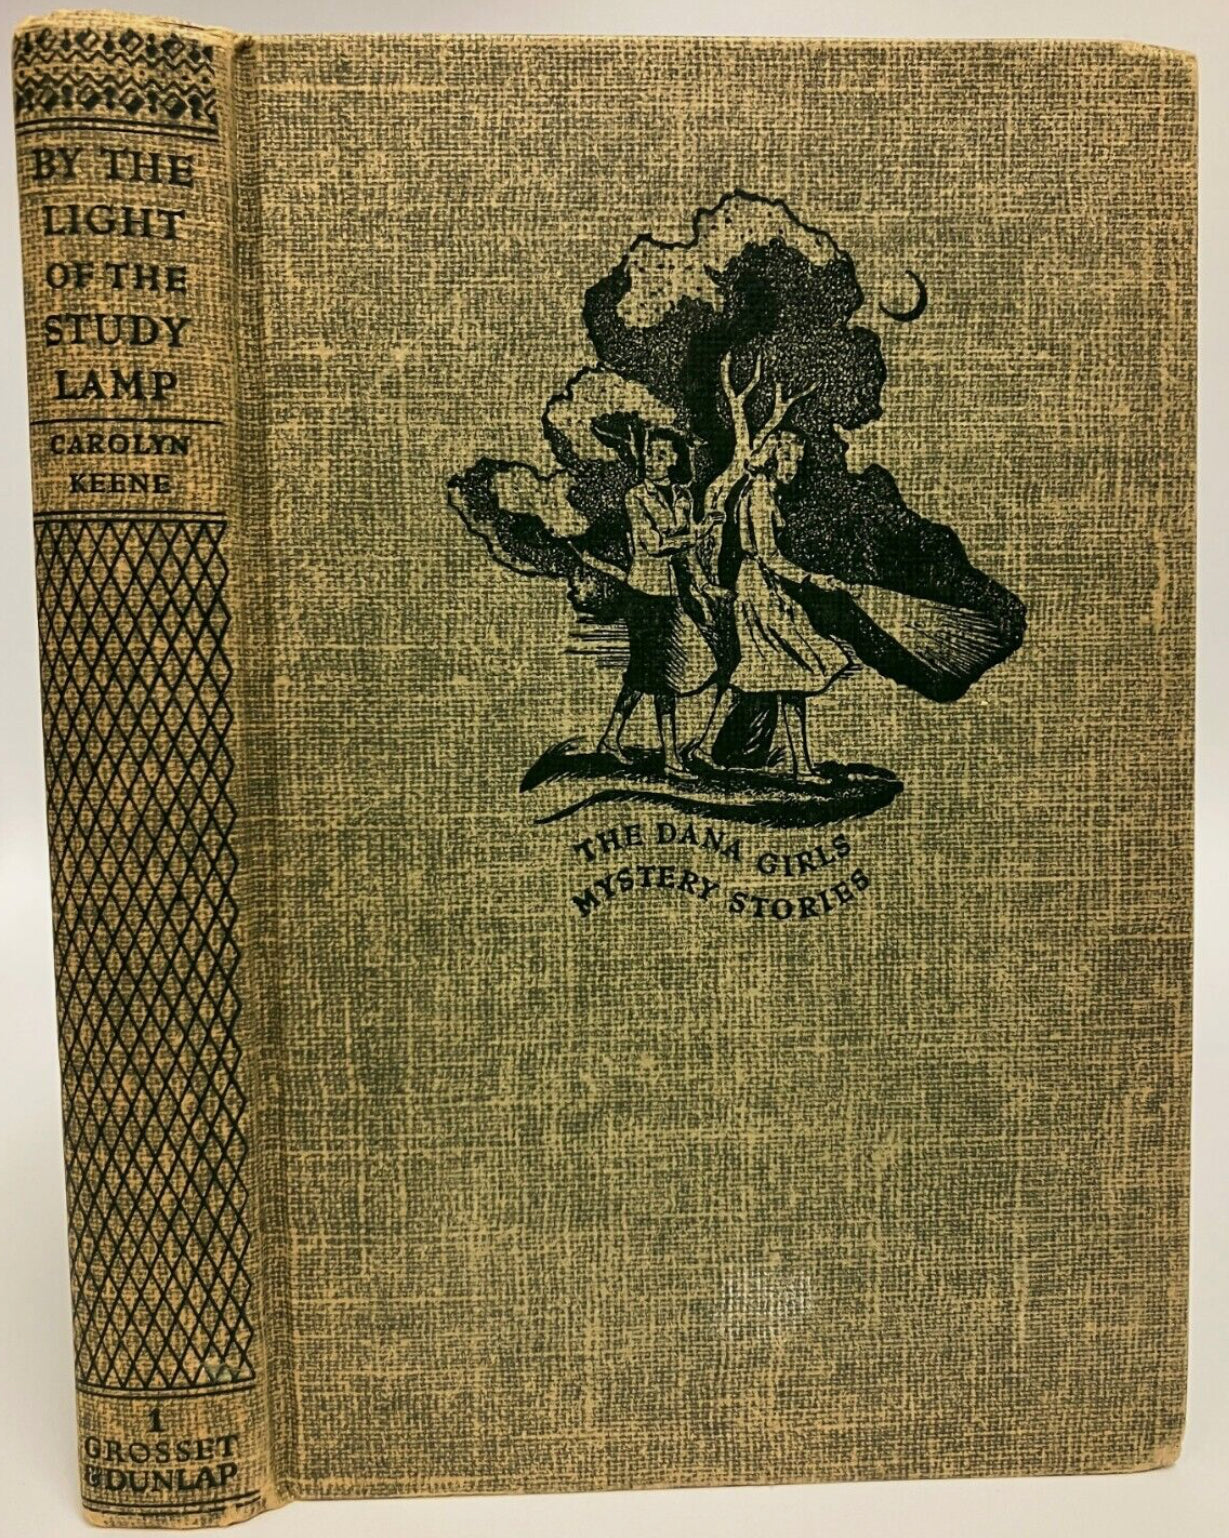 BY THE
LIGHT
OF THE
STUDY
LAMP
CAROLYN
KEENE
1
GROSSET
& DUNLAP
THE DANA GIRLS
MYSTERY STORIES